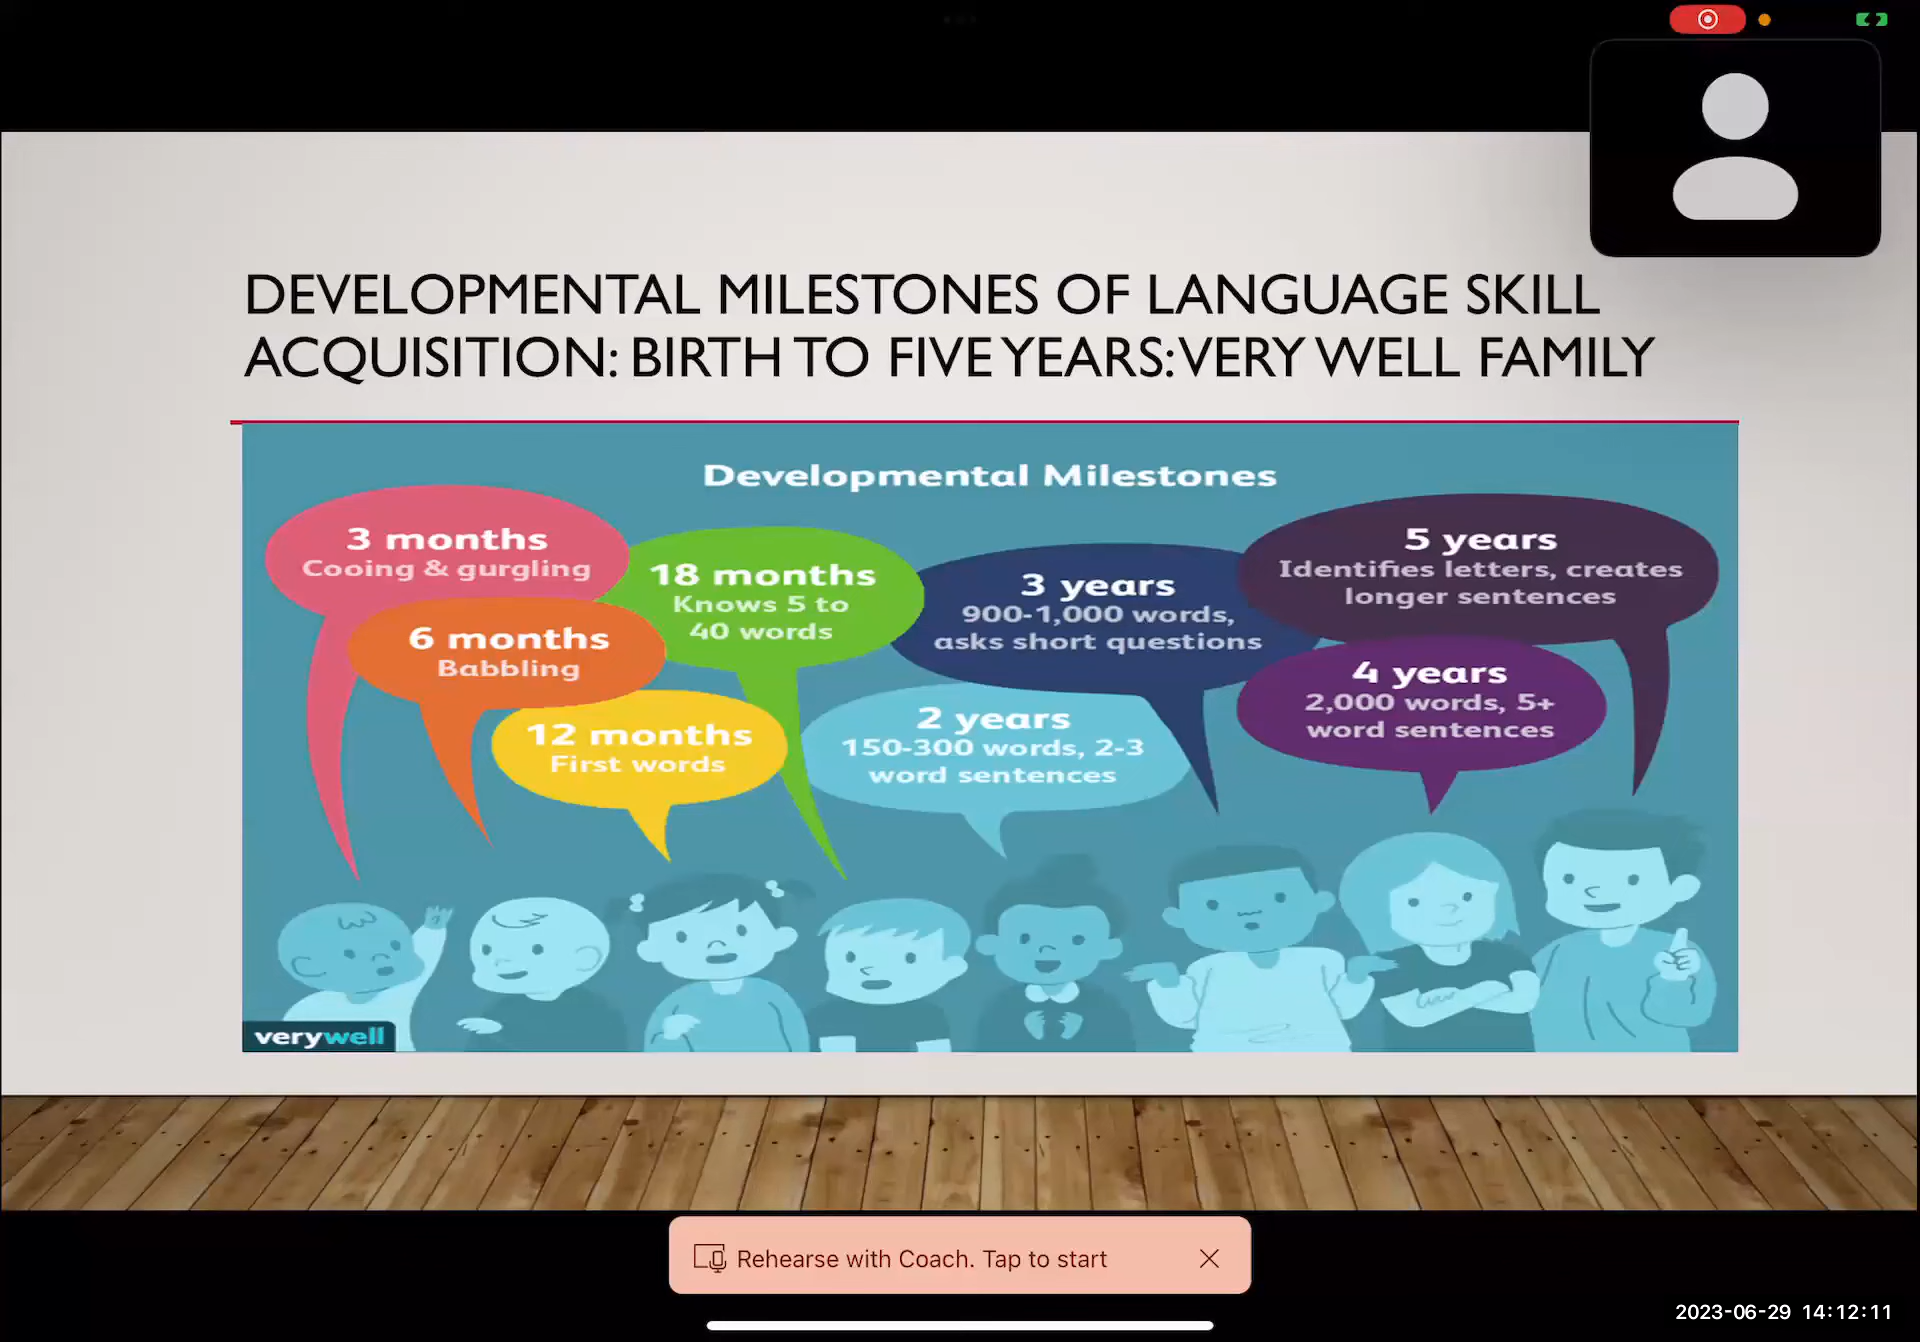 DEVELOPMENTAL MILESTONES OF LANGUAGE SKILL
ACQUISITION: BIRTH TO FIVE YEARS: VERY WELL FAMILY
Developmental Milestones
3 months
Cooing & gurgling
6 months
Babbling
12 months
First words
18 months
Knows 5 to
40 words
2 years
150-300 words, 2-3
word sentences
3 years
900-1,000 words,
asks short questions
4 years
2,000 words, 5+
word sentences
5 years
Identifies letters, creates
longer sentences
verywell
Rehearse with Coach. Tap to start
2023-06-29 14:12:11